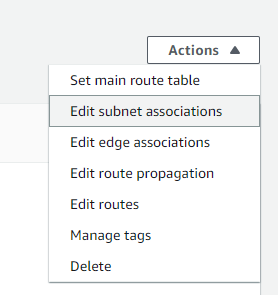 Actions
Set main route table
Edit subnet associations
Edit edge associations
Edit route propagation
Edit routes
Manage tags
Delete